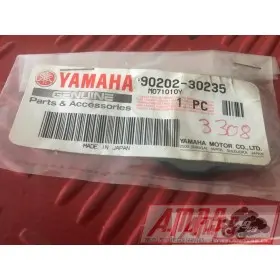 YAMAHA
GENUINE
Parts & Accessories
90202-30235
M071010Y
1 PC
3308
MADE IN JAPAN
YAMAHA MOTOR CO., LTD.